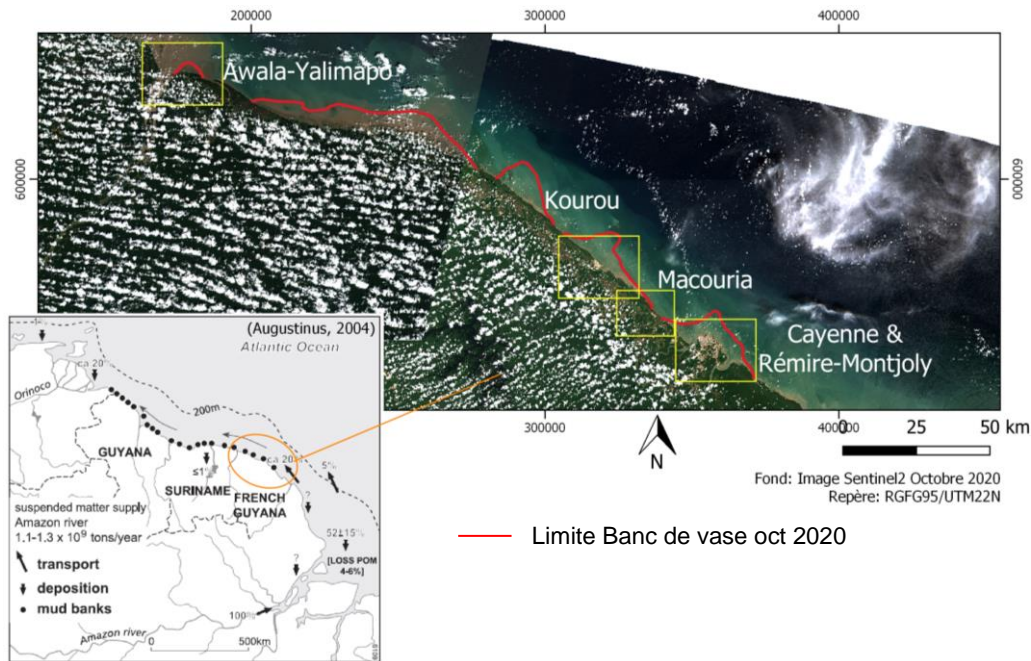 200000
300000
400000
Awala-Yalimapo
600000
600000
Kourou
Macouria
Cayenne &
Rémire-Montjoly
300000
400000
0 25 50 km
N
Fond: Image Sentinel2 Octobre 2020
Repère: RGFG95/UTM22N
Limite Banc de vase oct 2020
(Augustinus, 2004)
Atlantic Ocean
ca 20
Orinoco
200m
GUYANA
ca 20
5%
≤1%
SURINAME
FRENCH
GUYANA
?
suspended matter supply
Amazon river
1.1-1.3 x 10⁹ tons/year
52±15%
[LOSS POM
4-6%]
transport
?
deposition
mud banks
100%
Amazon river
0 500km